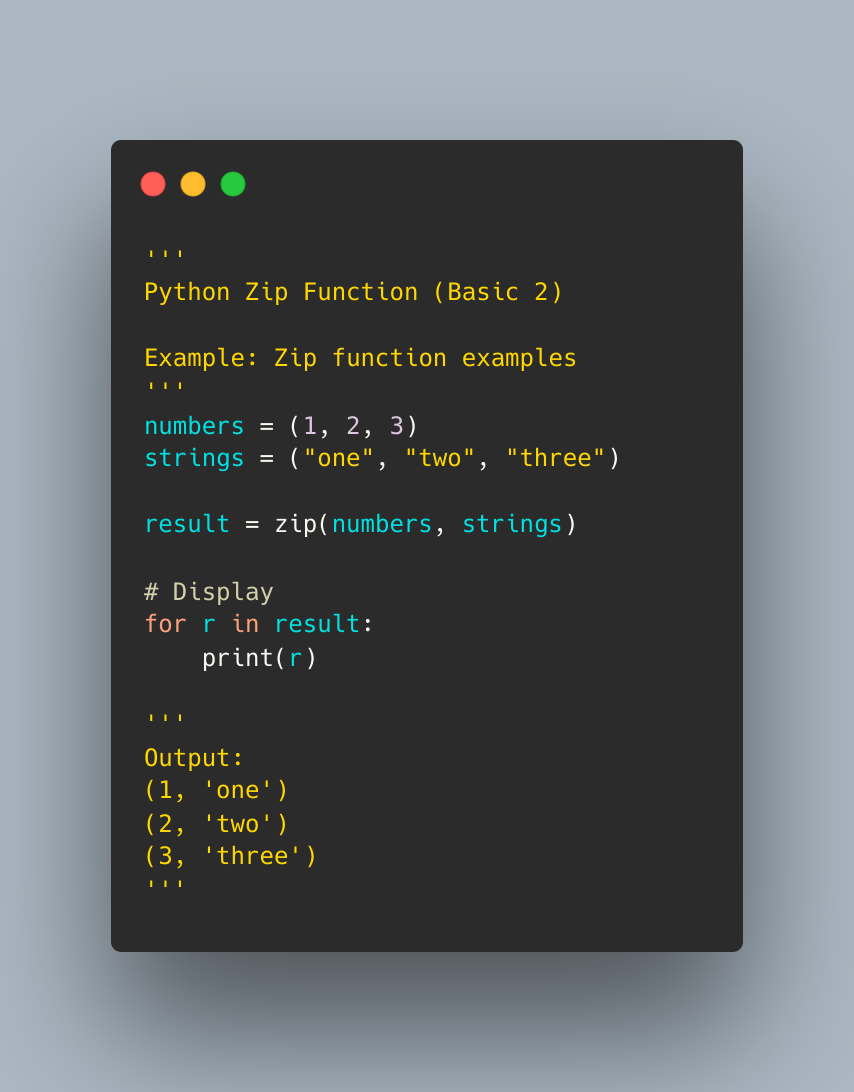 '''
Python Zip Function (Basic 2)

Example: Zip function examples
'''
numbers = (1, 2, 3)
strings = ("one", "two", "three")

result = zip(numbers, strings)

# Display
for r in result:
    print(r)

'''
Output:
(1, 'one')
(2, 'two')
(3, 'three')
'''